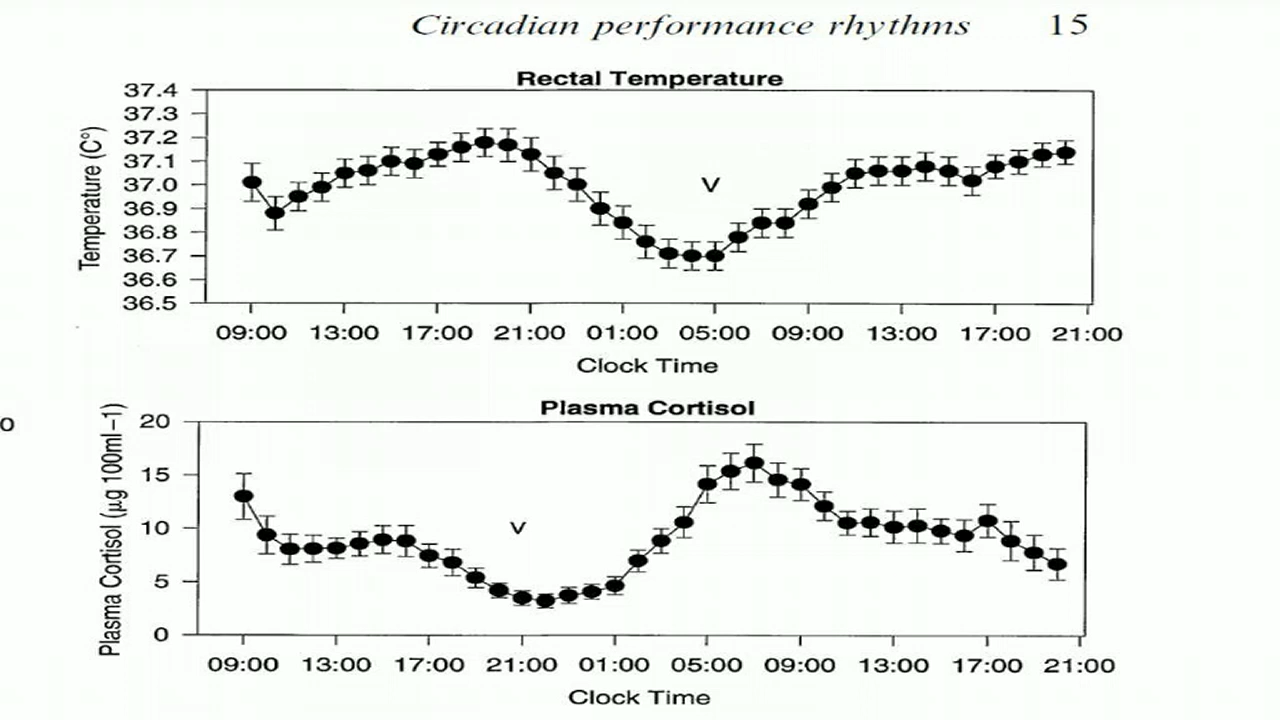 Circadian performance rhythms 15
Rectal Temperature
37.4
37.3
37.2
37.1
37.0
36.9
36.8
36.7
36.6
36.5
Temperature (C°)
V
09:00 13:00 17:00 21:00 01:00 05:00 09:00 13:00 17:00 21:00
Clock Time
o
Plasma Cortisol
20
15
10
5
0
Plasma Cortisol (µg 100ml−1)
V
09:00 13:00 17:00 21:00 01:00 05:00 09:00 13:00 17:00 21:00
Clock Time